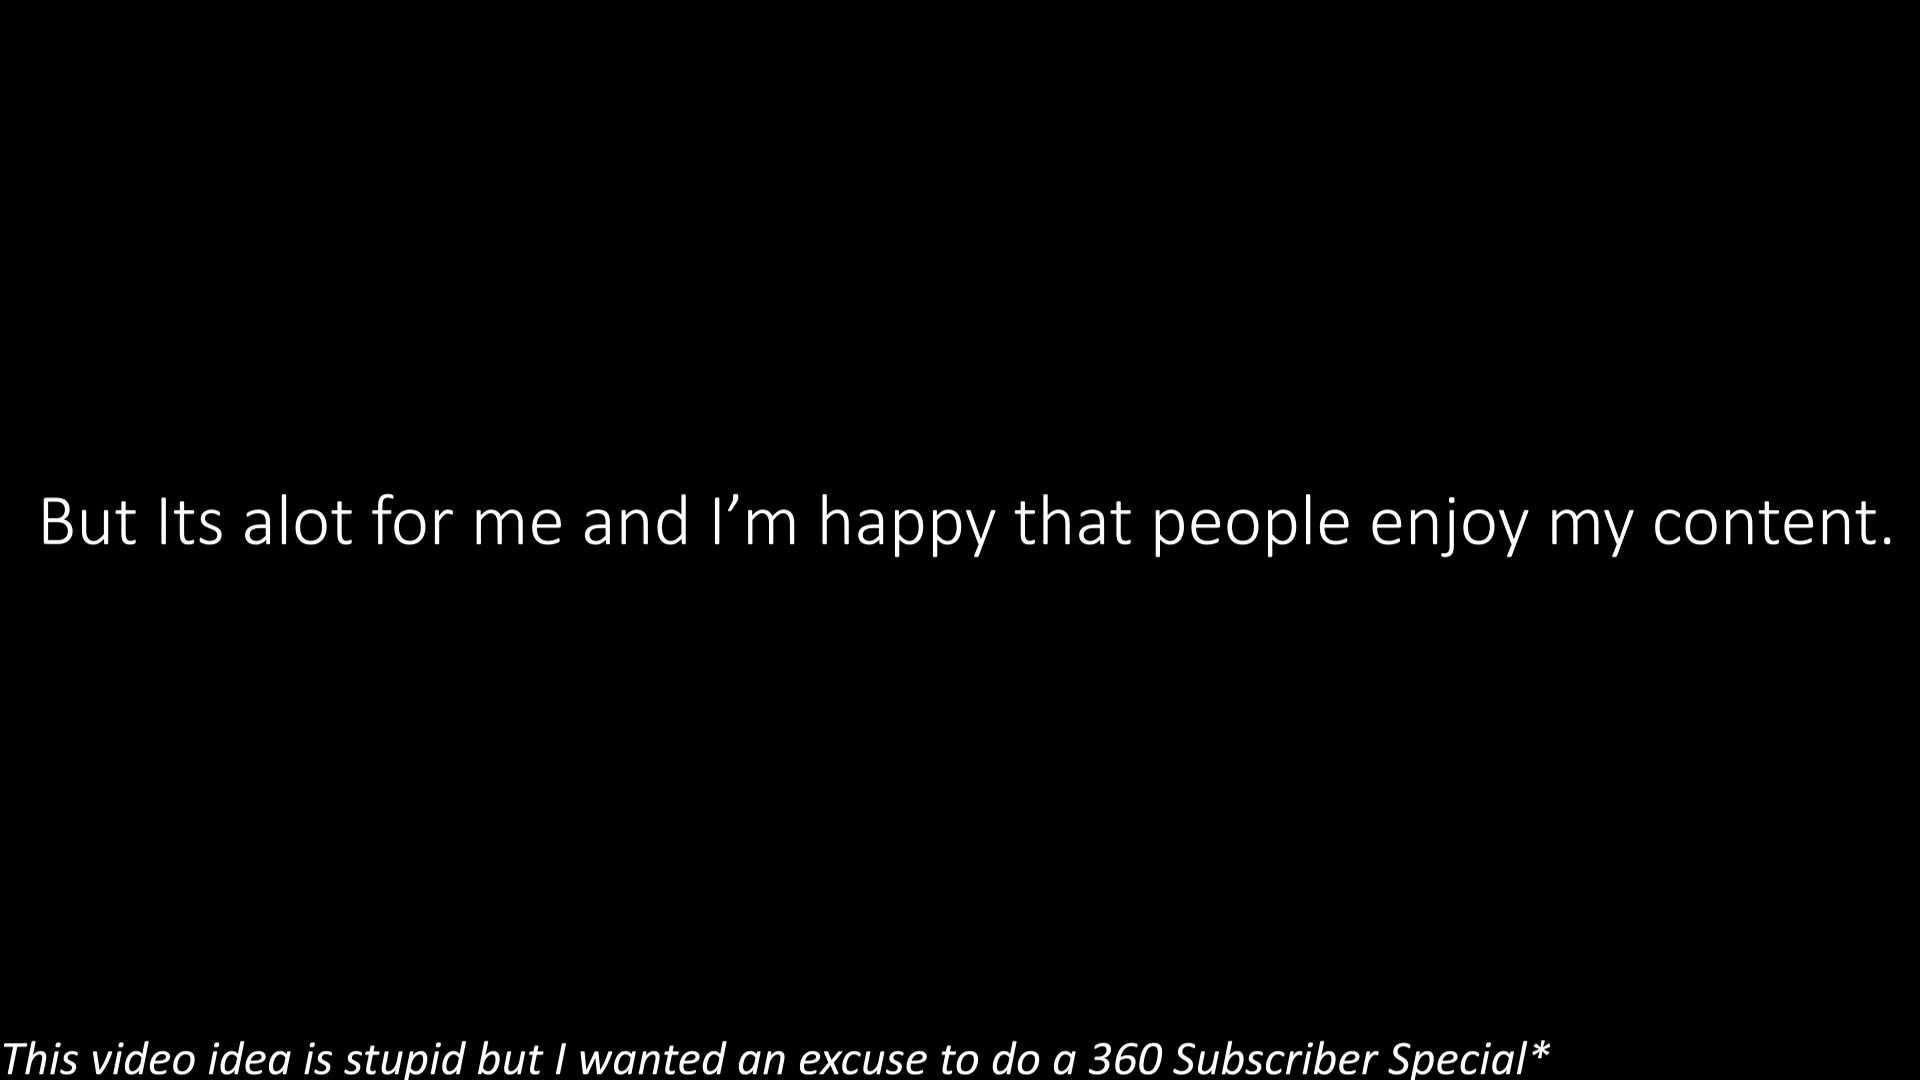 But Its alot for me and I’m happy that people enjoy my content.
This video idea is stupid but I wanted an excuse to do a 360 Subscriber Special*